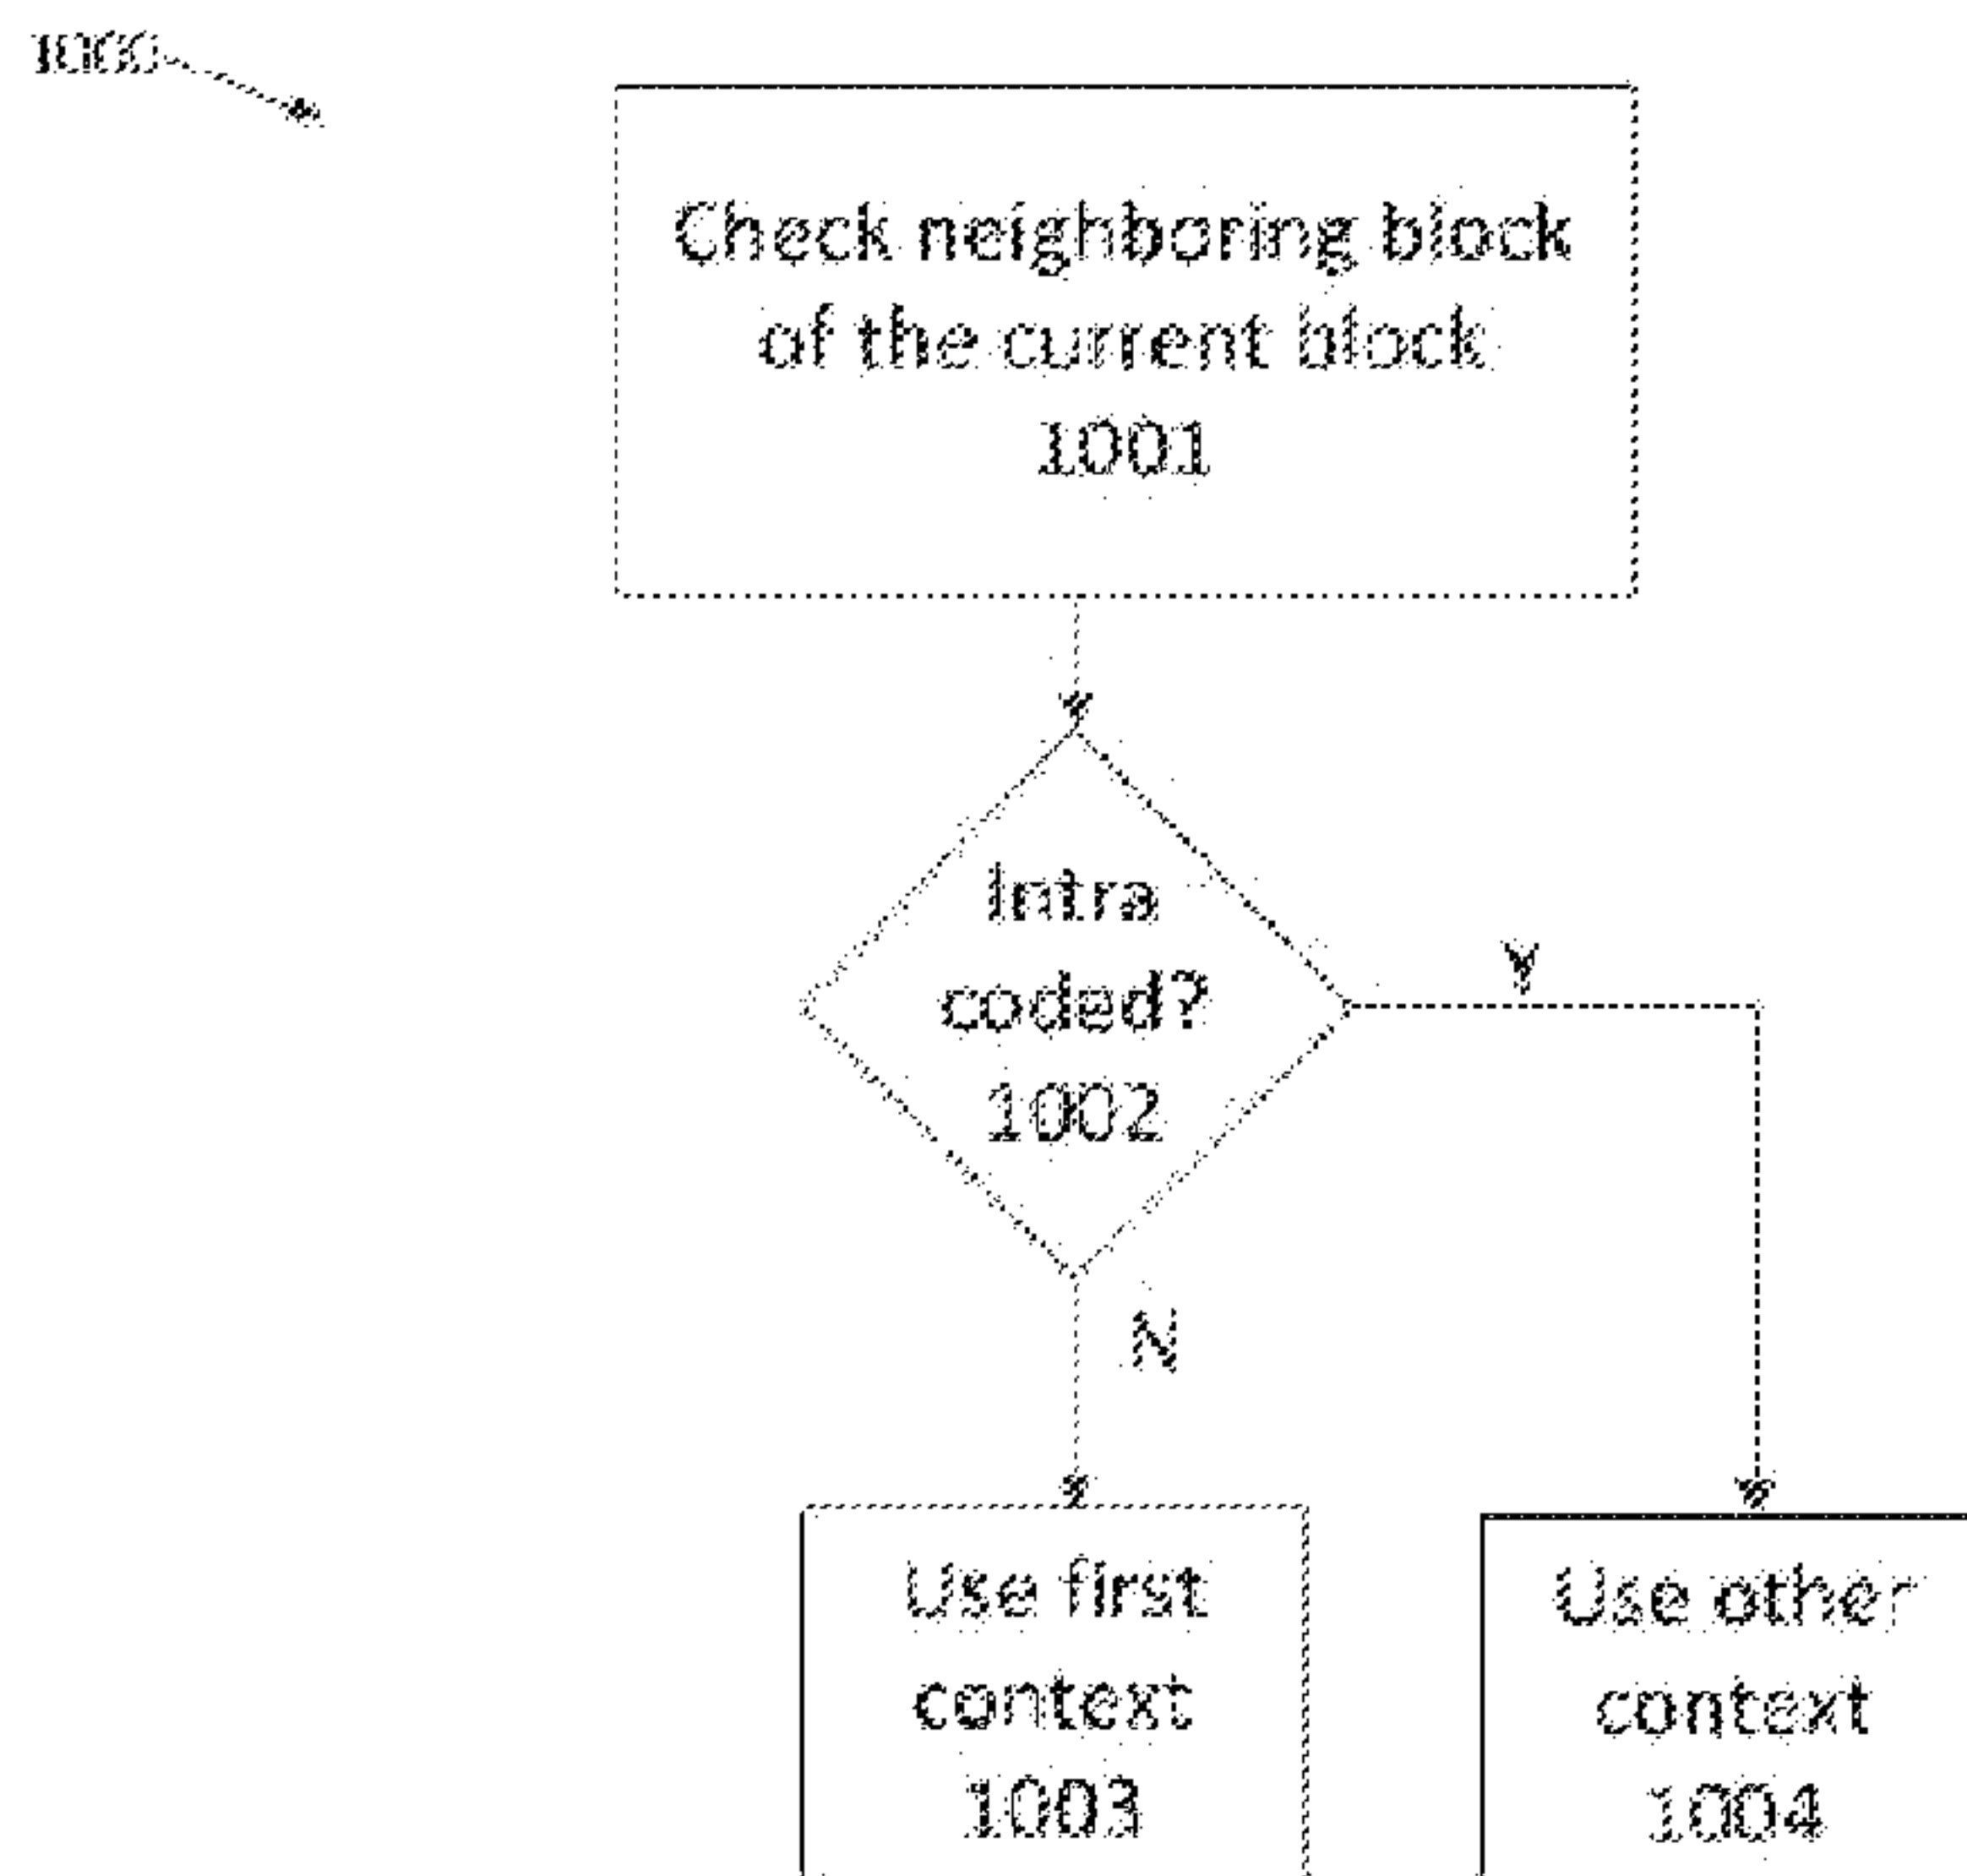 1000
Check neighboring block
of the current block
1001
Intra
coded?
1002
Y
N
Use first
context
1003
Use other
context
1004